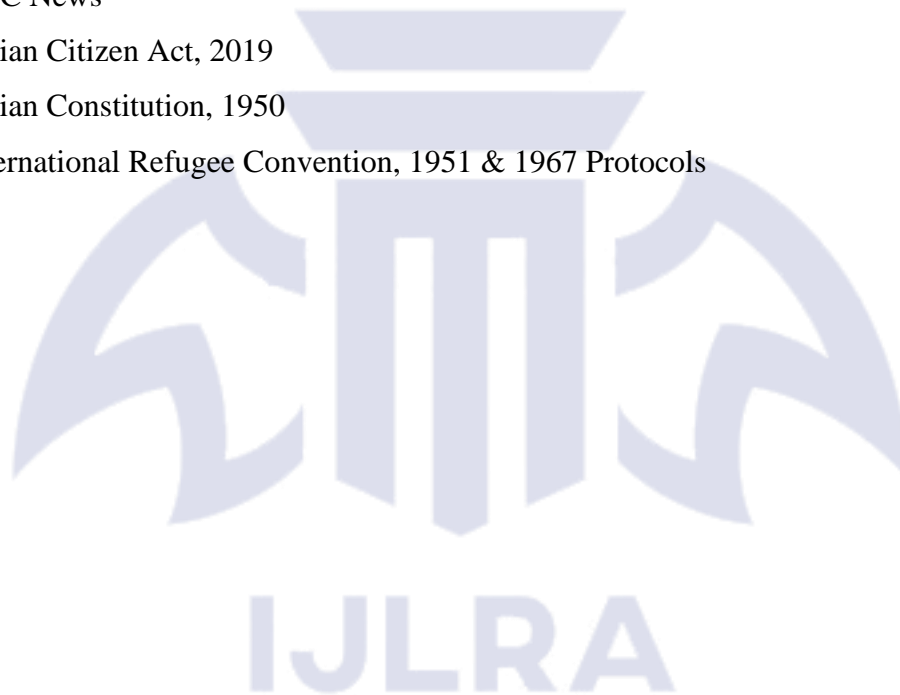 C News
ian Citizen Act, 2019
ian Constitution, 1950
ernational Refugee Convention, 1951 & 1967 Protocols
IJLRA